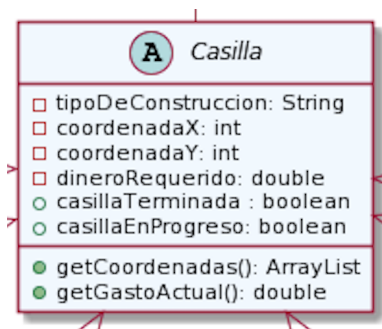 A Casilla
tipoDeConstruccion: String
coordenadaX: int
coordenadaY: int
dineroRequerido: double
casillaTerminada : boolean
casillaEnProgreso: boolean
getCoordenadas(): ArrayList
getGastoActual(): double